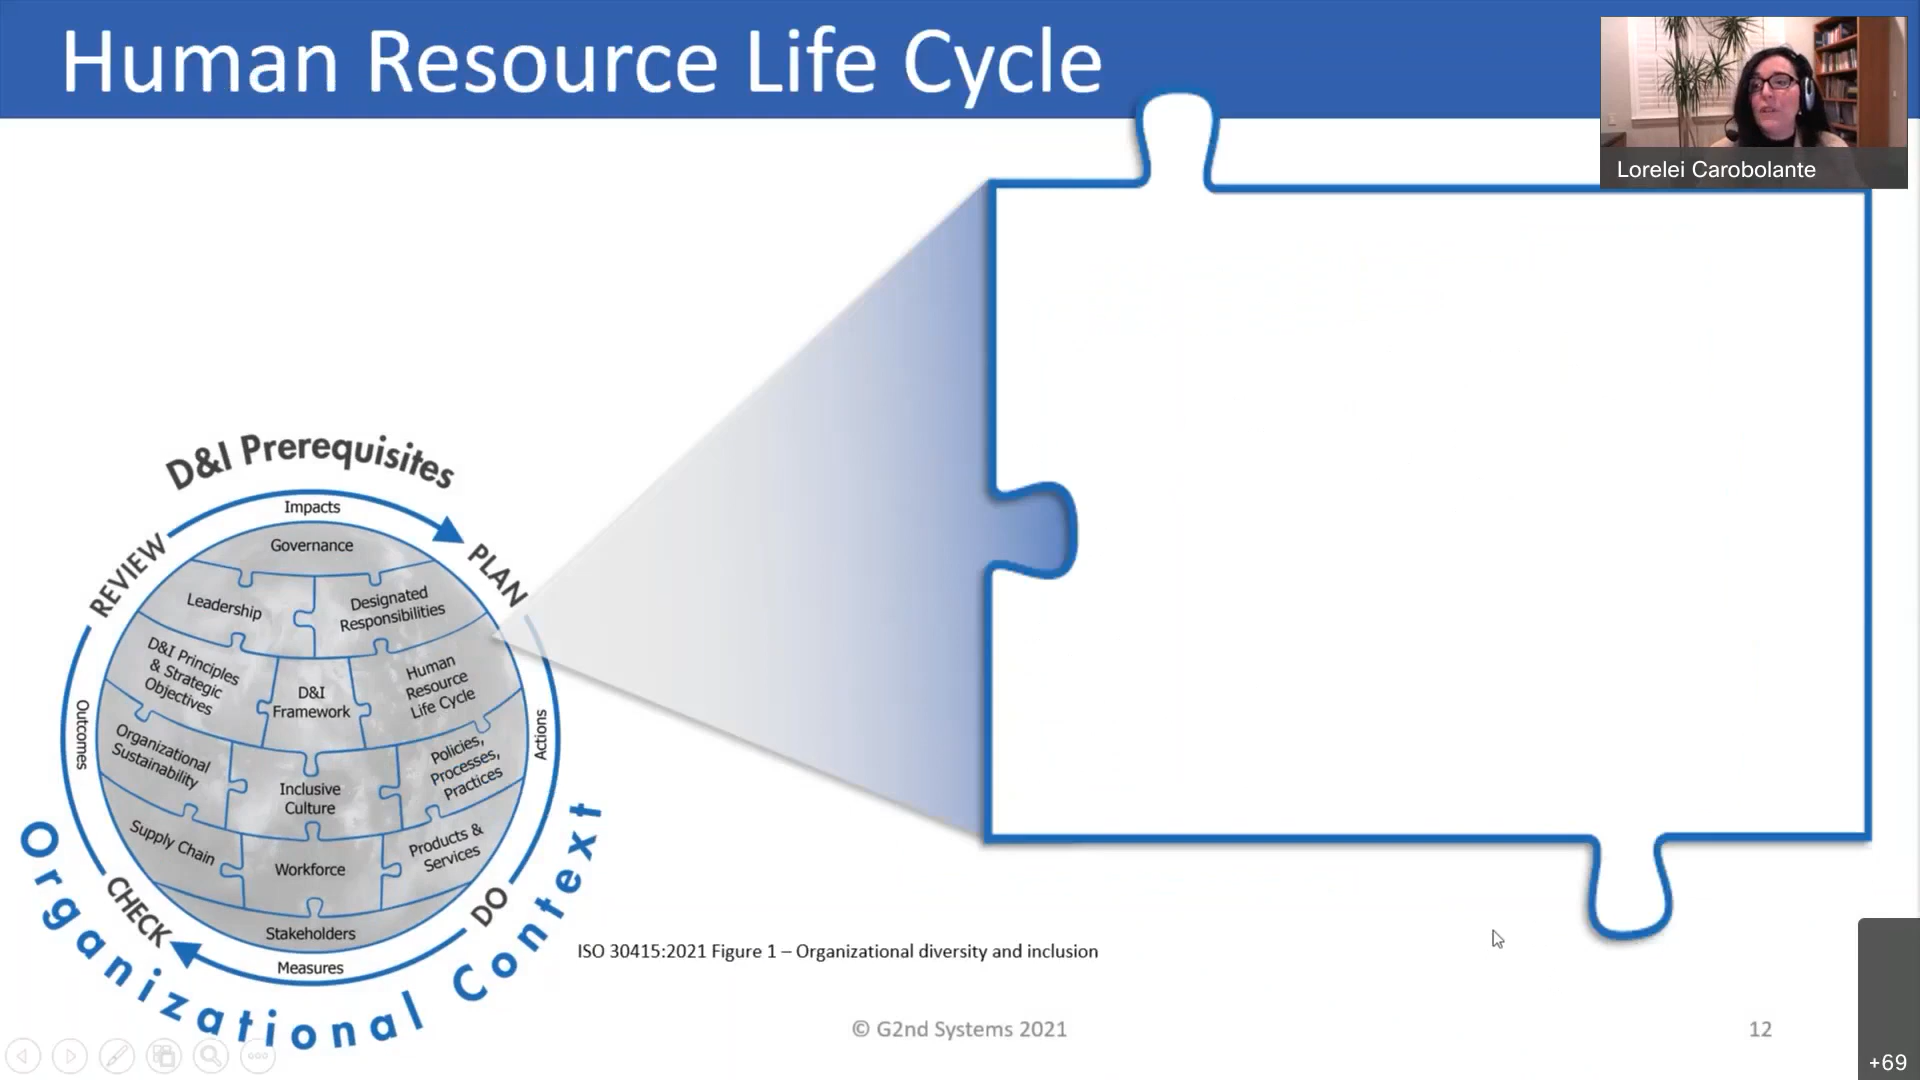 Human Resource Life Cycle
Lorelei Carobolante
D&I Prerequisites
Impacts
REVIEW
PLAN
Governance
Leadership
Designated
Responsibilities
D&I Principles
& Strategic
Objectives
D&I
Framework
Human
Resource
Life Cycle
Outcomes
Actions
Organizational
Sustainability
Inclusive
Culture
Policies,
Processes,
Practices
Supply Chain
Workforce
Products &
Services
CHECK
DO
Stakeholders
Measures
Organizational Context
ISO 30415:2021 Figure 1 – Organizational diversity and inclusion
© G2nd Systems 2021
12
+69